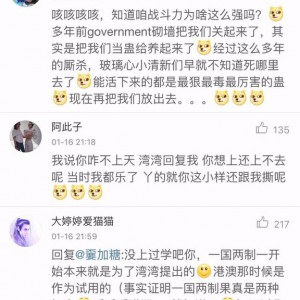 咳咳咳咳，知道咱战斗力为啥这么强吗？
多年前government砌墙把我们关起来了，其
实是把我们当蛊给养起来了 经过这么多年
的厮杀，玻璃心小清新们早就不知道死哪里
去了 能活下来的都是最狠最毒最厉害的蛊
现在再把我们放出去。。。
阿此子
135
01-16 21:18
我说你咋不上天 湾湾回复我 你想上还上不去
呢 当时我都乐了 丫的就你这小样还跟我撕呢
大婷婷爱猫猫
217
01-16 21:59
回复@嫑加糖:没上过学吧你，一国两制一开
始本来就是为了湾湾提出的 港澳那时候是
作为试用的（事实证明一国两制果真是两种